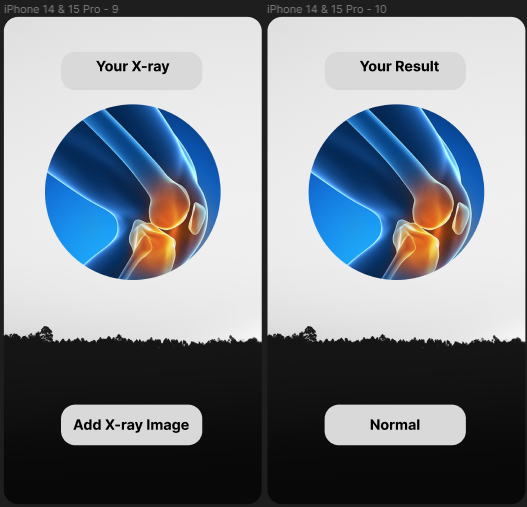 iPhone 14 & 15 Pro - 9
iPhone 14 & 15 Pro - 10
Your X-ray
Your Result
Add X-ray Image
Normal